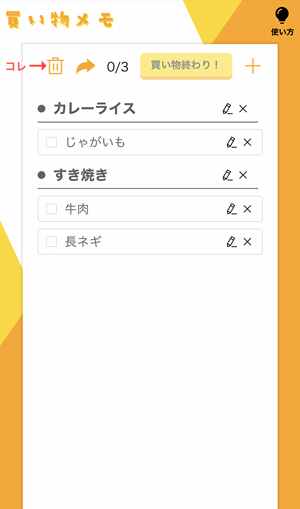 買い物メモ
使い方
コレ
0/3
買い物終わり！
カレーライス
じゃがいも
すき焼き
牛肉
長ネギ